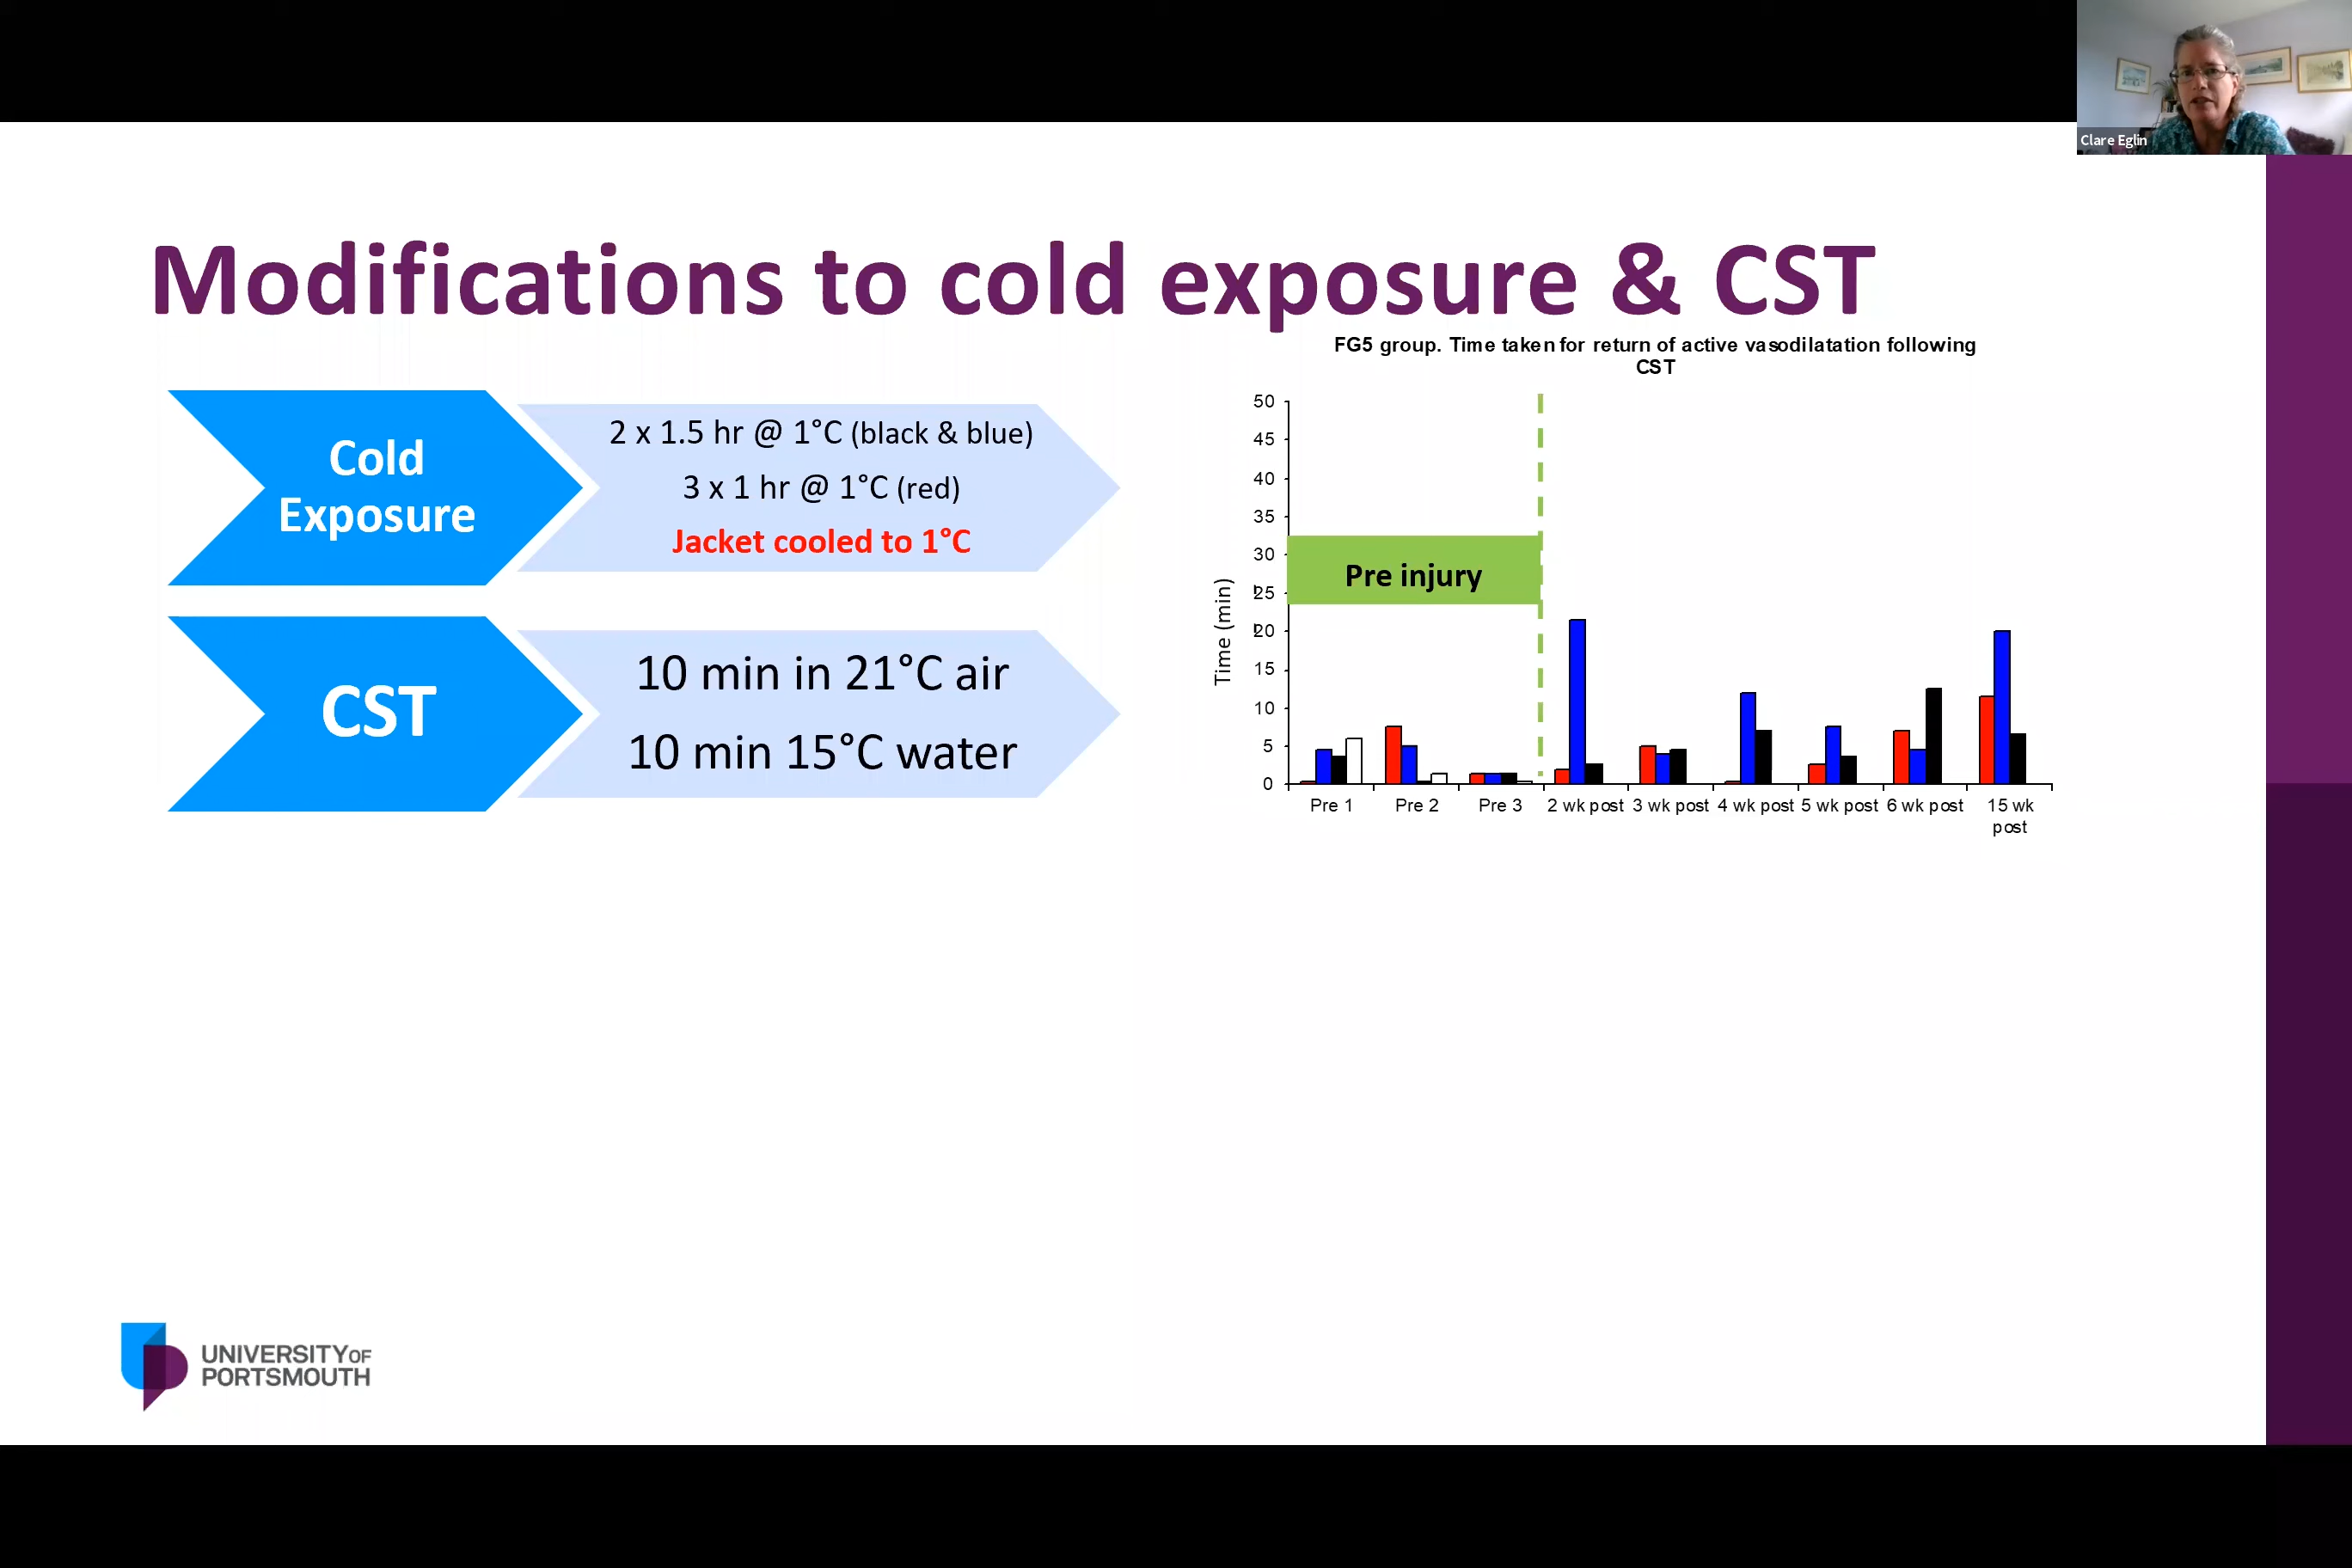 Clare Eglin
Modifications to cold exposure & CST
Cold
Exposure
2 x 1.5 hr @ 1°C (black & blue)
3 x 1 hr @ 1°C (red)
Jacket cooled to 1°C
CST
10 min in 21°C air
10 min 15°C water
FG5 group. Time taken for return of active vasodilatation following
CST
50
45
40
35
30
25
20
15
10
5
0
Time (min)
Pre injury
Pre 1 Pre 2 Pre 3 2 wk post 3 wk post 4 wk post 5 wk post 6 wk post 15 wk
post
UNIVERSITY OF
PORTSMOUTH